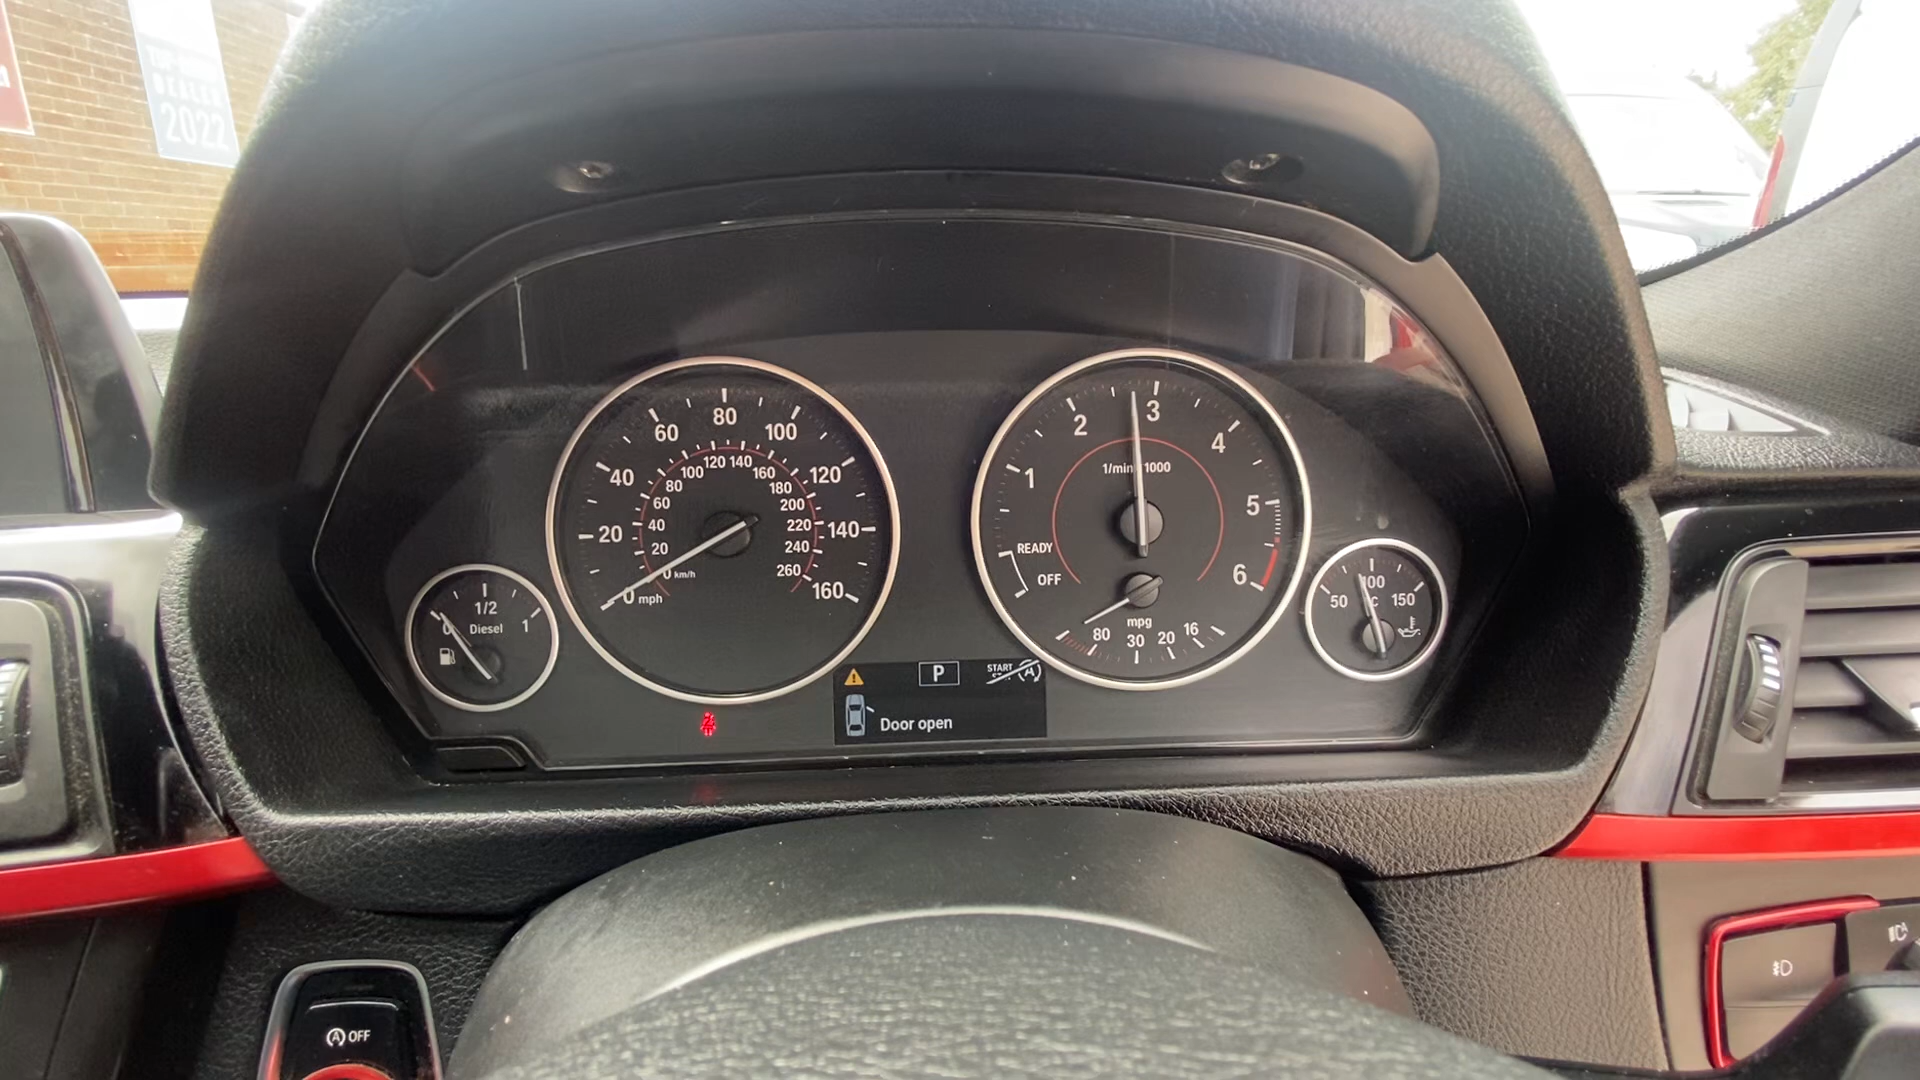 DEALER
2022
0 20 40 60 80 100 120 140 160
mph
0 20 40 60 80 100 120 140 160 180 200 220 240 260
km/h
1 2 3 4 5 6
1/min
1000
READY
OFF
mpg
80 30 20 16
0 1/2 1
Diesel
50 100 150
C
P
START
A
Door open
A OFF
A